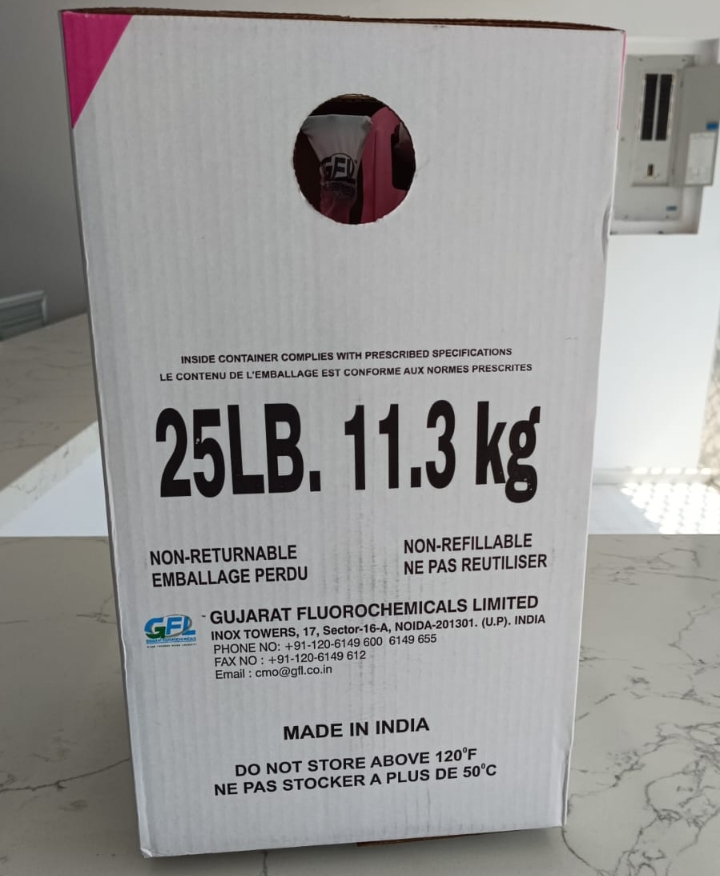 GFL
INSIDE CONTAINER COMPLIES WITH PRESCRIBED SPECIFICATIONS
LE CONTENU DE L'EMBALLAGE EST CONFORME AUX NORMES PRESCRITES
25LB. 11.3 kg
NON-RETURNABLE
EMBALLAGE PERDU
NON-REFILLABLE
NE PAS REUTILISER
GFL
GUJARAT FLUOROCHEMICALS LIMITED
INOX TOWERS, 17, Sector-16-A, NOIDA-201301. (U.P). INDIA
PHONE NO: +91-120-6149 600 6149 655
FAX NO : +91-120-6149 612
Email : cmo@gfl.co.in
MADE IN INDIA
DO NOT STORE ABOVE 120°F
NE PAS STOCKER A PLUS DE 50°C